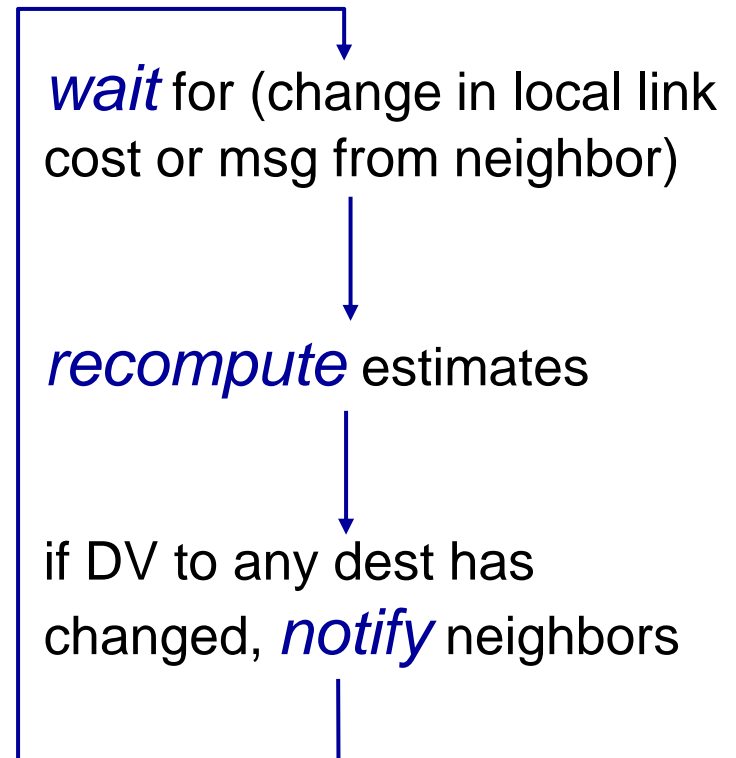 wait for (change in local link
cost or msg from neighbor)
recompute estimates
if DV to any dest has
changed, notify neighbors